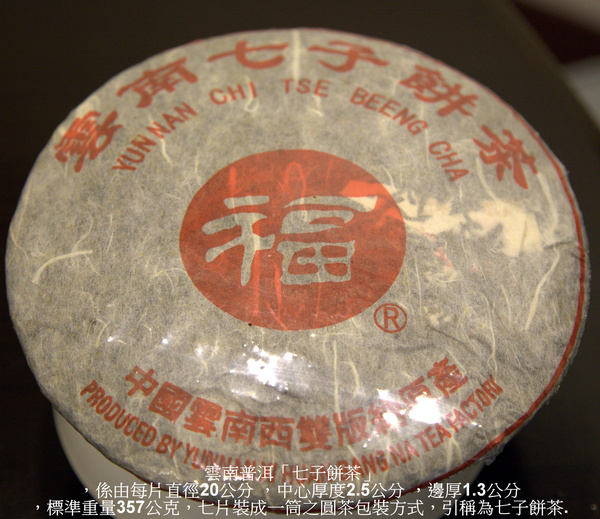 雲南七子餅茶
YUNNAN CHI TSE BEENG CHA
福
®
中國雲南西雙版納
PRODUCED BY TEA FACTORY
雲南普洱「七子餅茶」
，係由每片直徑20公分 ，中心厚度2.5公分 ，邊厚1.3公分
，標準重量357公克，七片裝成一筒之圓茶包裝方式，引稱為七子餅茶.